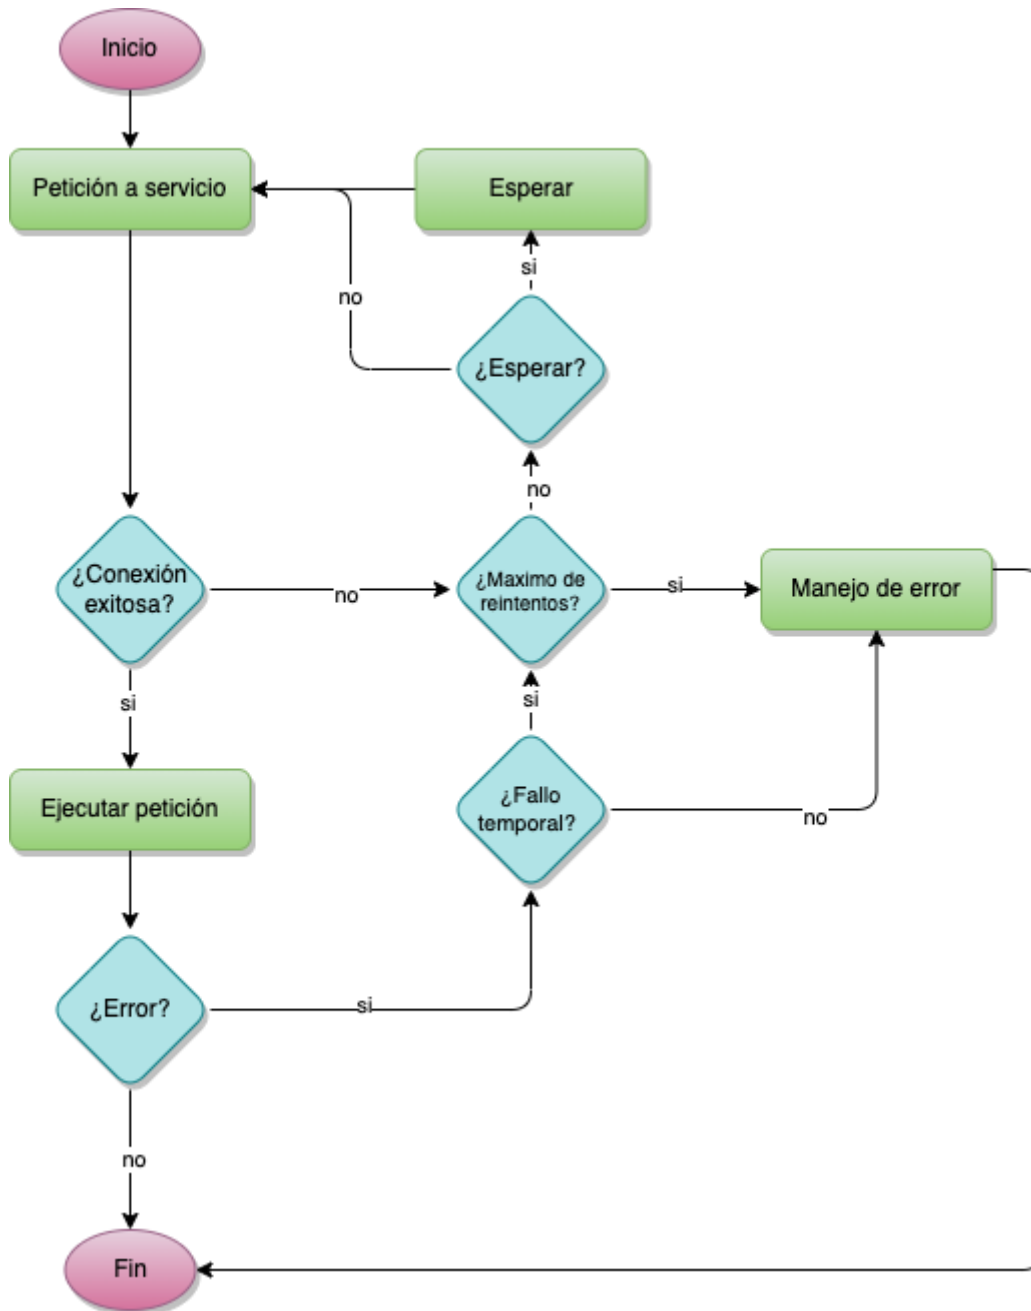 Inicio
Petición a servicio
Esperar
si
no
¿Esperar?
no
¿Conexión
exitosa?
no
¿Maximo de
reintentos?
si
Manejo de error
si
si
Ejecutar petición
¿Fallo
temporal?
no
¿Error?
si
no
Fin